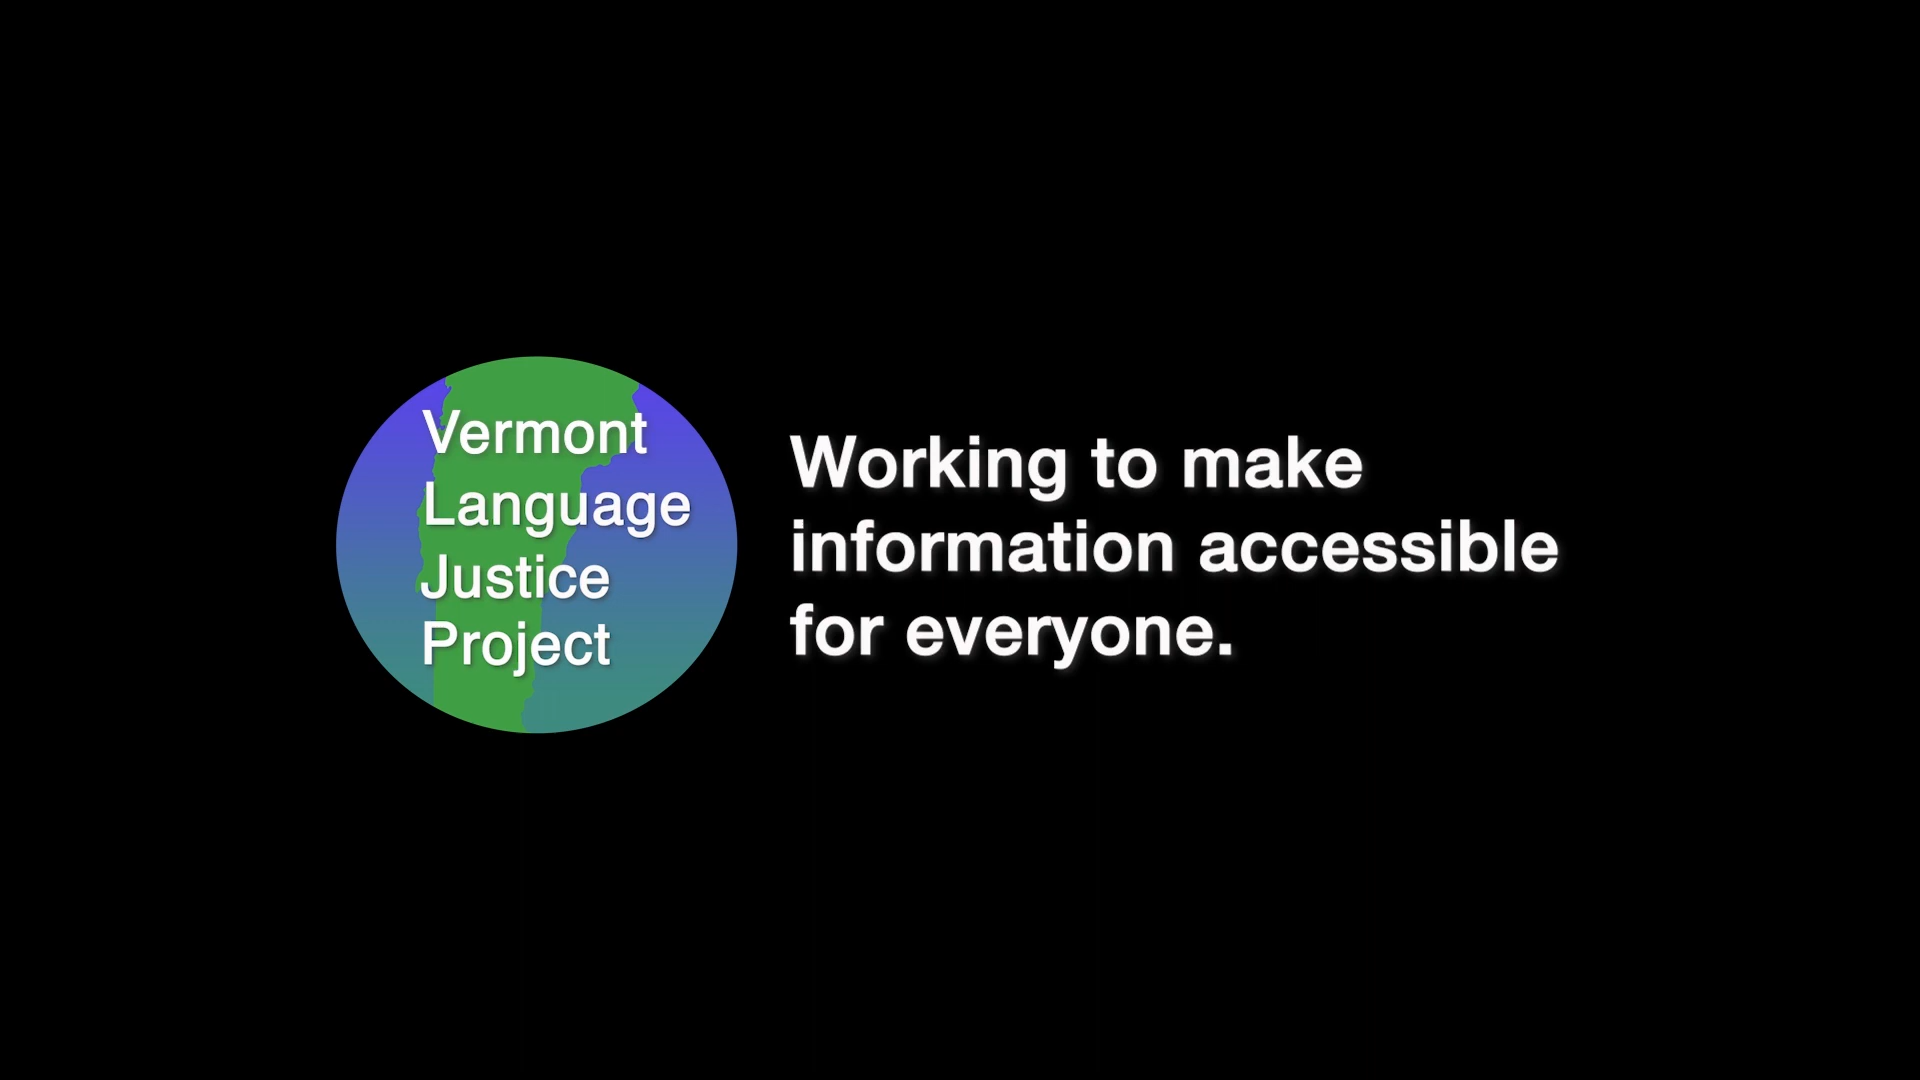 Vermont
Language
Justice
Project
Working to make
information accessible
for everyone.